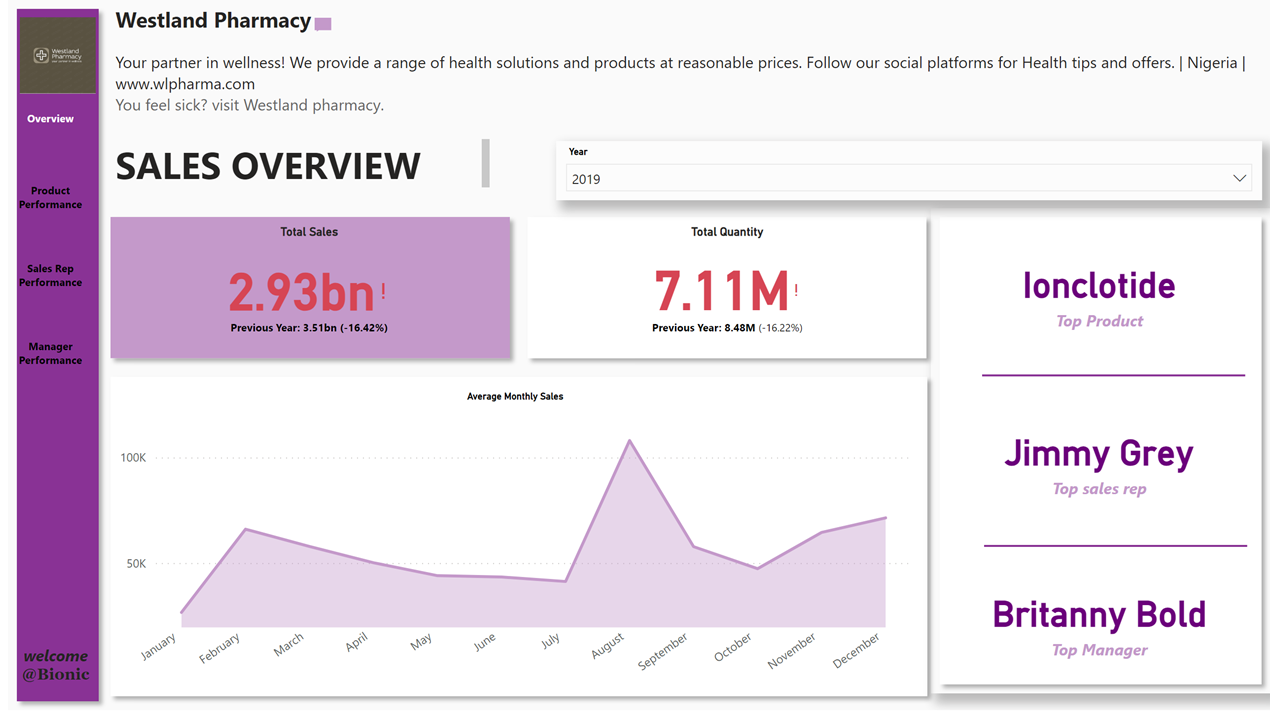 Westland
Pharmacy
Westland Pharmacy
Your partner in wellness! We provide a range of health solutions and products at reasonable prices. Follow our social platforms for Health tips and offers. | Nigeria |
www.wlpharma.com
You feel sick? visit Westland pharmacy.
Overview
Product
Performance
Sales Rep
Performance
Manager
Performance
welcome
@Bionic
SALES OVERVIEW
Year
2019
Total Sales
2.93bn !
Previous Year: 3.51bn (-16.42%)
Total Quantity
7.11M !
Previous Year: 8.48M (-16.22%)
Average Monthly Sales
100K
50K
January
February
March
April
May
June
July
August
September
October
November
December
Ionclotide
Top Product
Jimmy Grey
Top sales rep
Britanny Bold
Top Manager